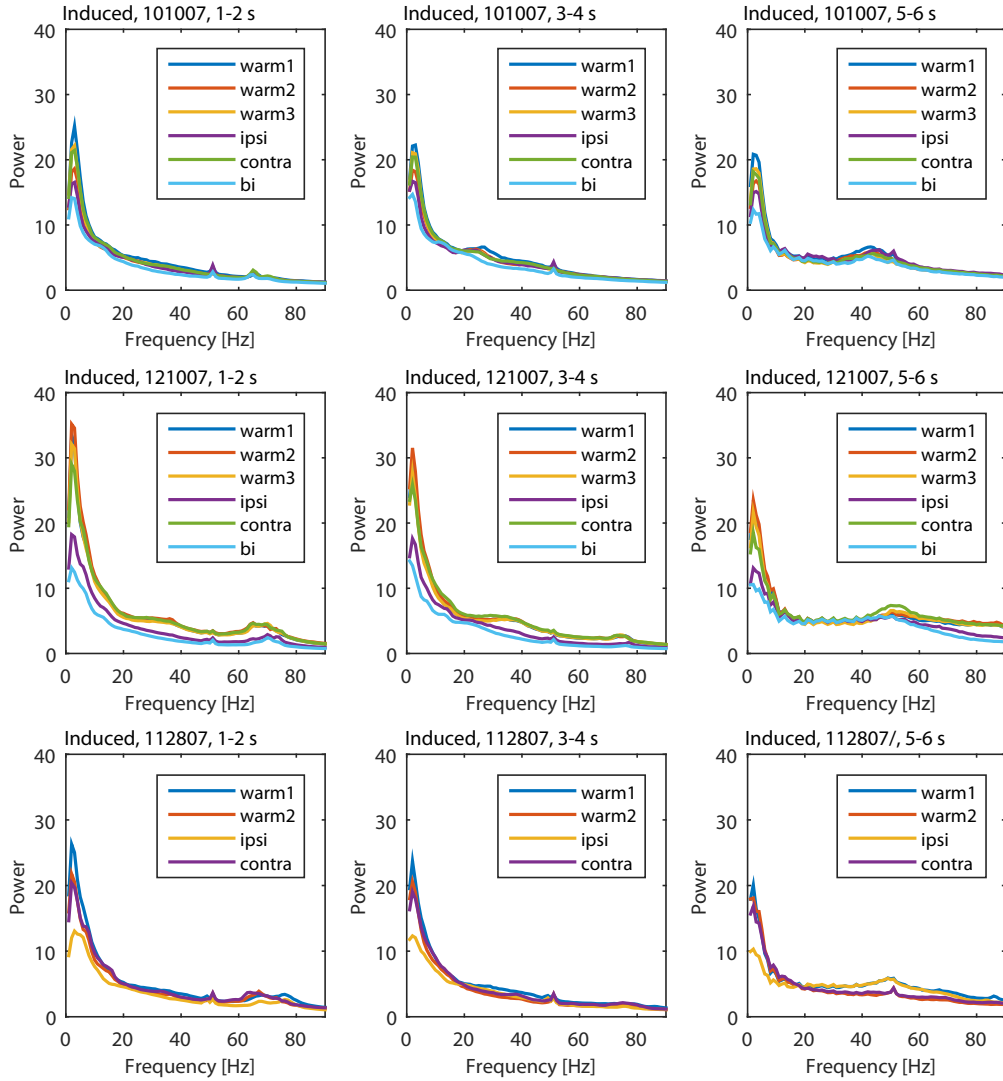 Induced, 101007, 1-2 s
40
30
20
10
0
Power
warm1
warm2
warm3
ipsi
contra
bi
0 20 40 60 80
Frequency [Hz]
Induced, 101007, 3-4 s
40
30
20
10
0
Power
warm1
warm2
warm3
ipsi
contra
bi
0 20 40 60 80
Frequency [Hz]
Induced, 101007, 5-6 s
40
30
20
10
0
Power
warm1
warm2
warm3
ipsi
contra
bi
0 20 40 60 80
Frequency [Hz]
Induced, 121007, 1-2 s
40
30
20
10
0
Power
warm1
warm2
warm3
ipsi
contra
bi
0 20 40 60 80
Frequency [Hz]
Induced, 121007, 3-4 s
40
30
20
10
0
Power
warm1
warm2
warm3
ipsi
contra
bi
0 20 40 60 80
Frequency [Hz]
Induced, 121007, 5-6 s
40
30
20
10
0
Power
warm1
warm2
warm3
ipsi
contra
bi
0 20 40 60 80
Frequency [Hz]
Induced, 112807, 1-2 s
40
30
20
10
0
Power
warm1
warm2
ipsi
contra
0 20 40 60 80
Frequency [Hz]
Induced, 112807, 3-4 s
40
30
20
10
0
Power
warm1
warm2
ipsi
contra
0 20 40 60 80
Frequency [Hz]
Induced, 112807/, 5-6 s
40
30
20
10
0
Power
warm1
warm2
ipsi
contra
0 20 40 60 80
Frequency [Hz]